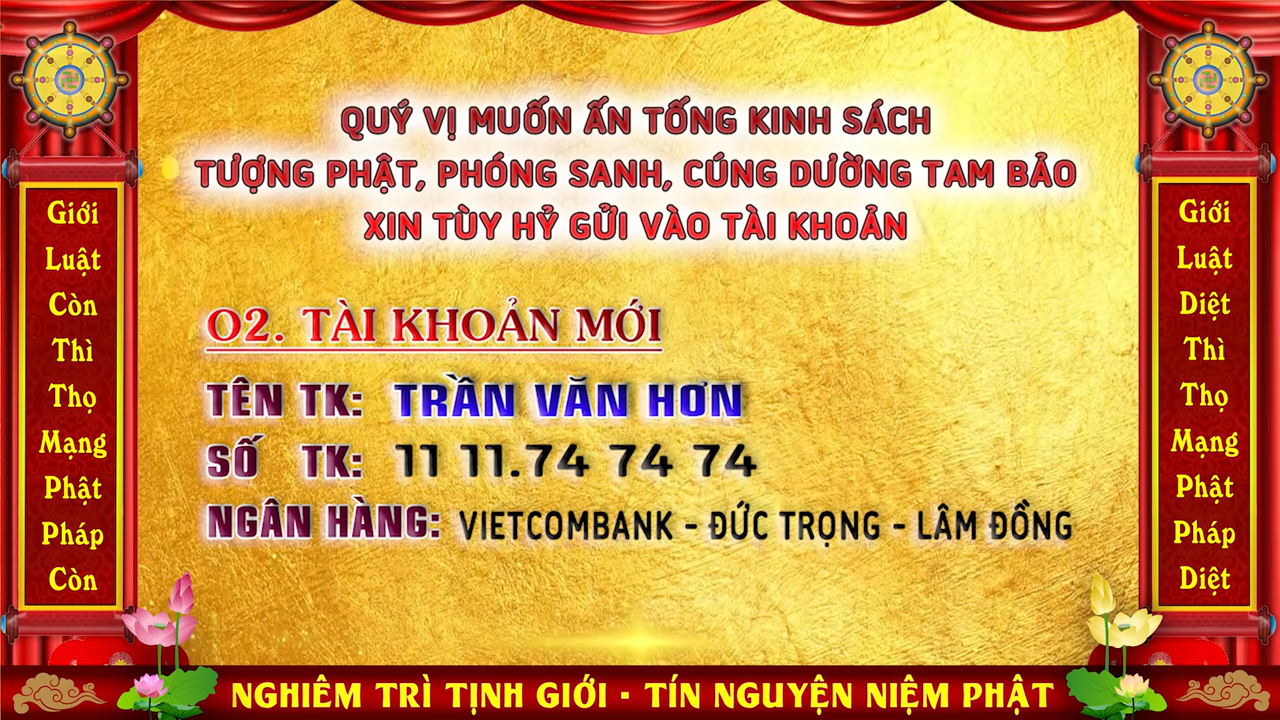 QUÝ VỊ MUỐN ẤN TỐNG KINH SÁCH
TƯỢNG PHẬT, PHÓNG SANH, CÚNG DƯỜNG TAM BẢO
XIN TÙY HỶ GỬI VÀO TÀI KHOẢN
02. TÀI KHOẢN MỚI
TÊN TK: TRẦN VĂN HƠN
SỐ TK: 11 11.74 74 74
NGÂN HÀNG: VIETCOMBANK - ĐỨC TRỌNG - LÂM ĐỒNG
Giới
Luật
Còn
Thì
Thọ
Mạng
Phật
Pháp
Còn
Giới
Luật
Diệt
Thì
Thọ
Mạng
Phật
Pháp
Diệt
NGHIÊM TRÌ TỊNH GIỚI - TÍN NGUYỆN NIỆM PHẬT